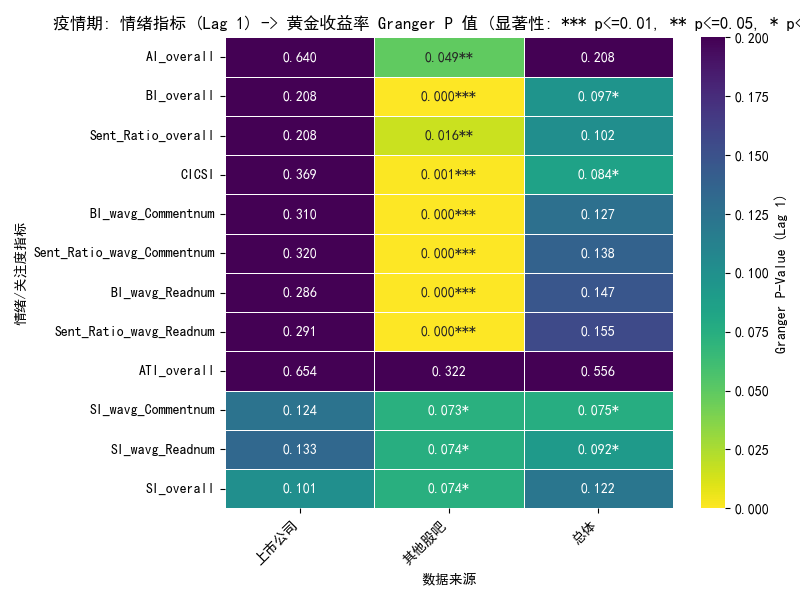 疫情期: 情绪指标 (Lag 1) -> 黄金收益率 Granger P 值 (显著性: *** p<=0.01, ** p<=0.05, * p<
AI_overall 0.640 0.049** 0.208
BI_overall 0.208 0.000*** 0.097*
Sent_Ratio_overall 0.208 0.016** 0.102
CICSI 0.369 0.001*** 0.084*
BI_wavg_Commentnum 0.310 0.000*** 0.127
Sent_Ratio_wavg_Commentnum 0.320 0.000*** 0.138
BI_wavg_Readnum 0.286 0.000*** 0.147
Sent_Ratio_wavg_Readnum 0.291 0.000*** 0.155
ATI_overall 0.654 0.322 0.556
SI_wavg_Commentnum 0.124 0.073* 0.075*
SI_wavg_Readnum 0.133 0.074* 0.092*
SI_overall 0.101 0.074* 0.122
上市公司 其他股吧 总体
数据来源
情绪/关注度指标
0.200
0.175
0.150
0.125
0.100
0.075
0.050
0.025
0.000
Granger P-Value (Lag 1)